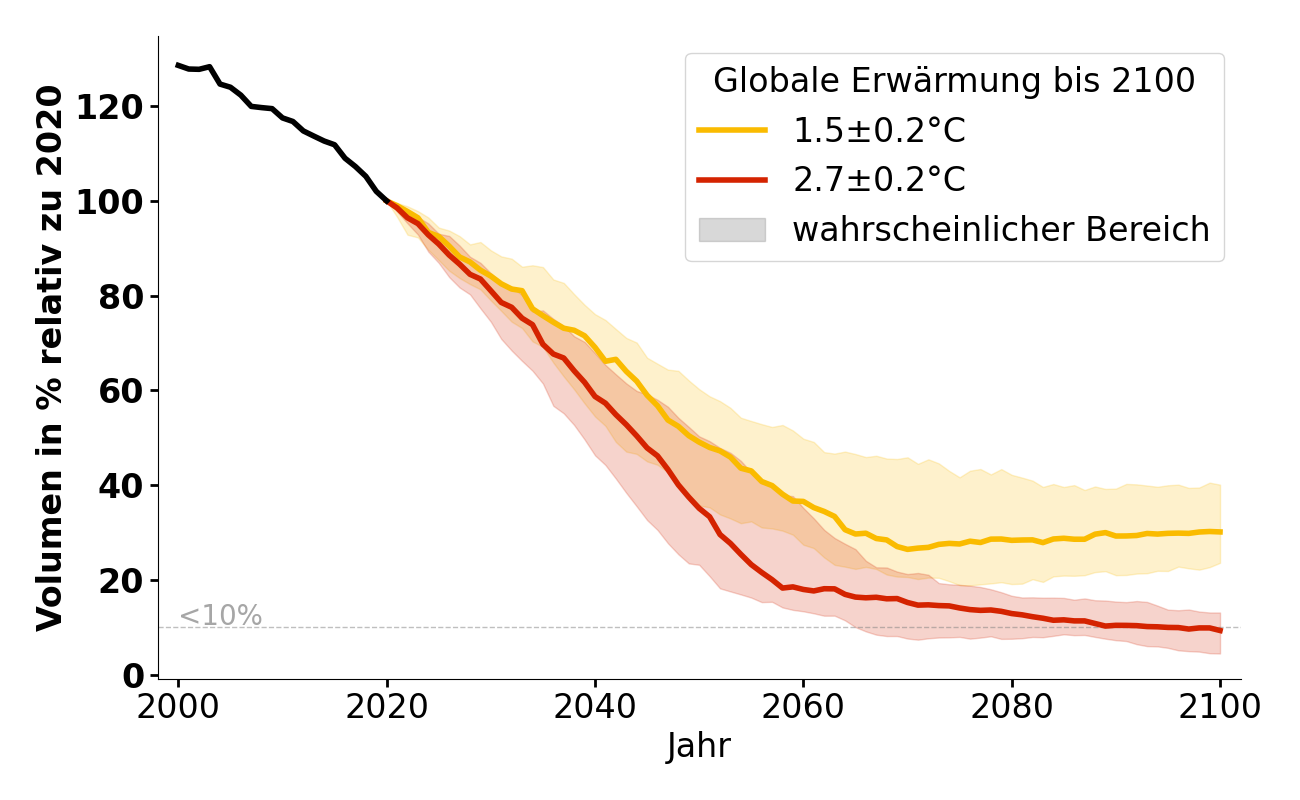 Volumen in % relativ zu 2020
120
100
80
60
40
20
0
<10%
Globale Erwärmung bis 2100
1.5±0.2°C
2.7±0.2°C
wahrscheinlicher Bereich
2000 2020 2040 2060 2080 2100
Jahr